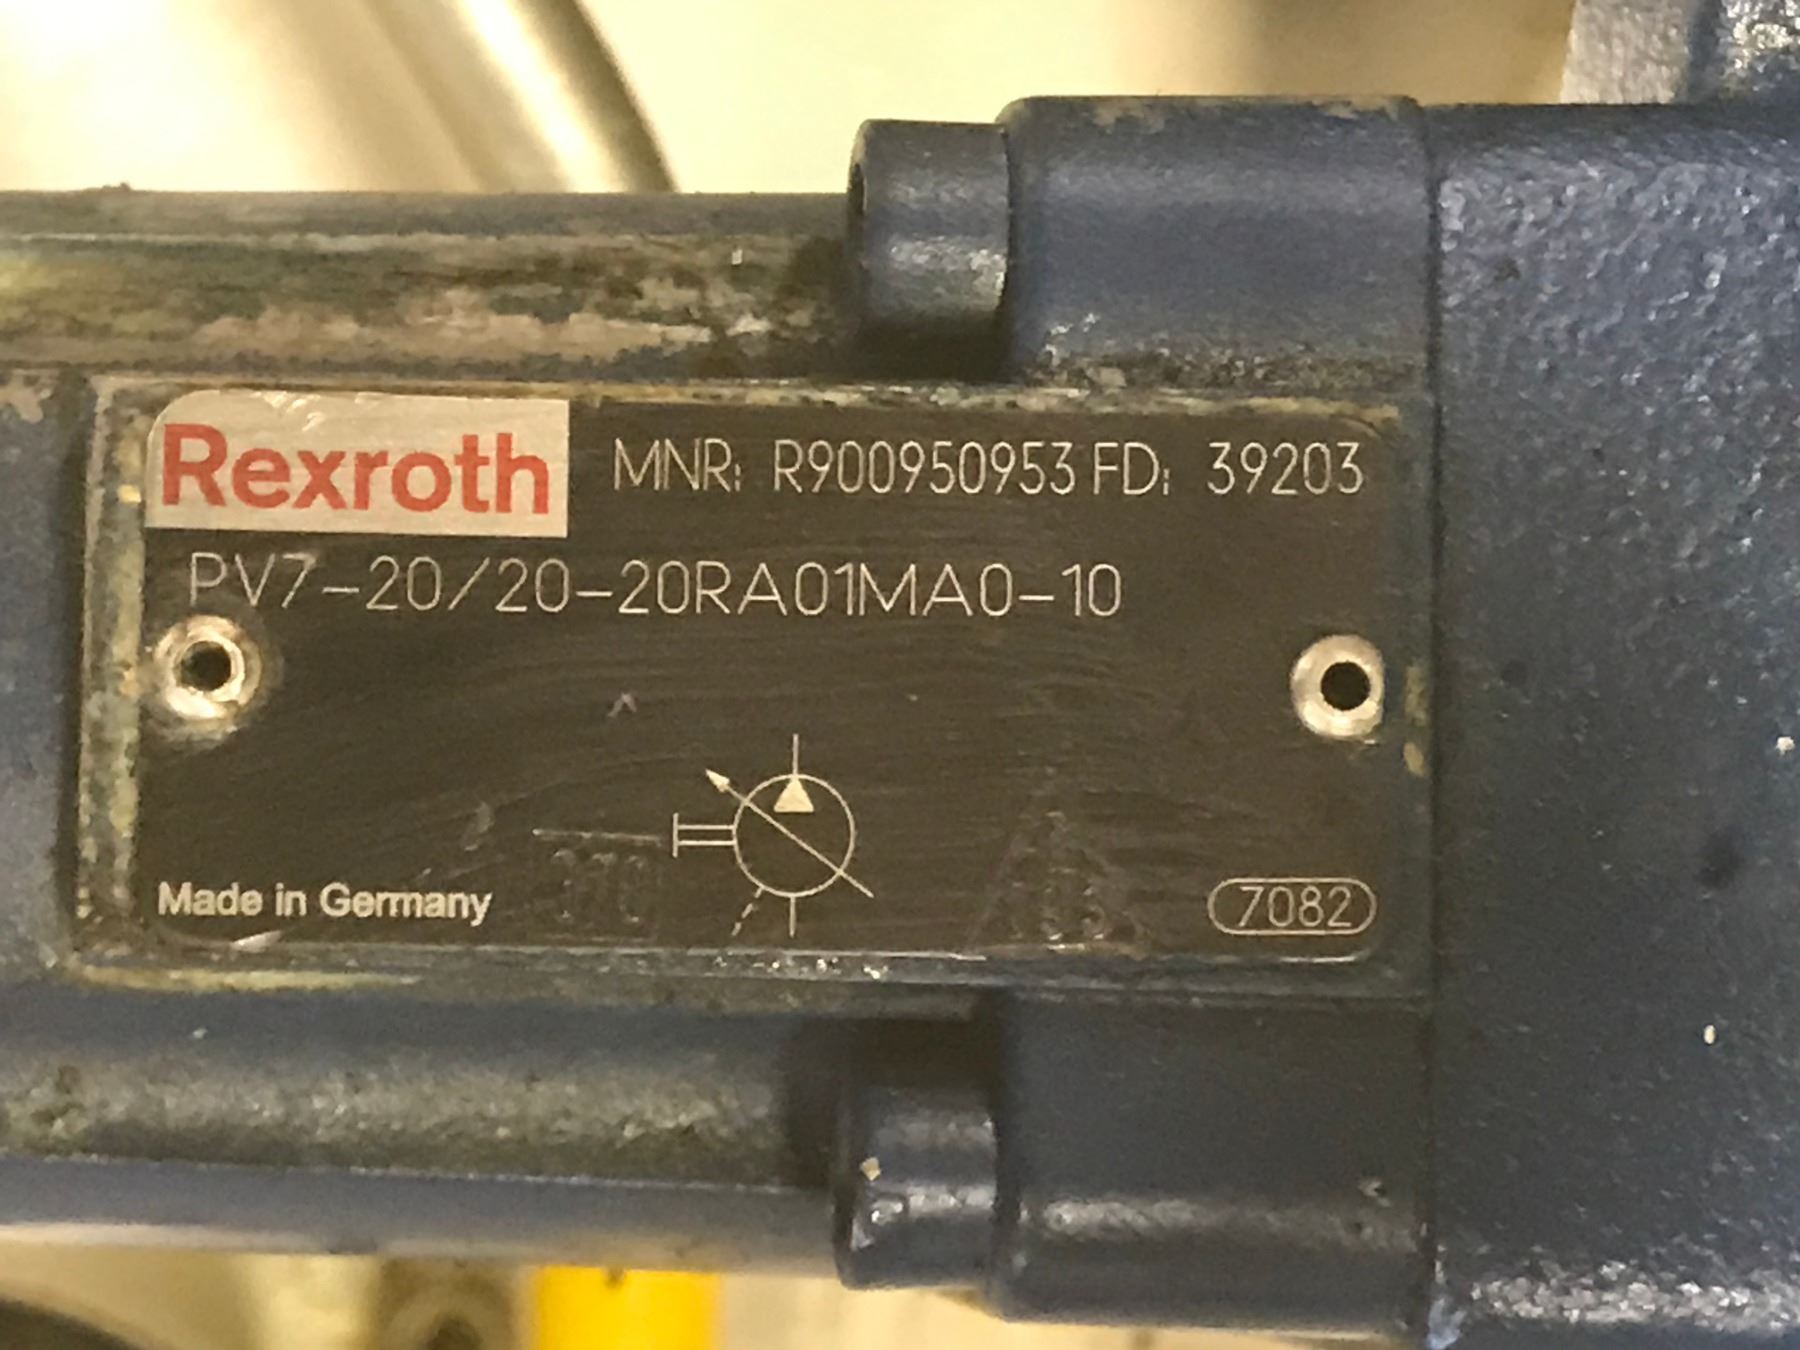 Rexroth
MNR: R900950953 FD: 39203
PV7-20/20-20RA01MA0-10
Made in Germany
7082